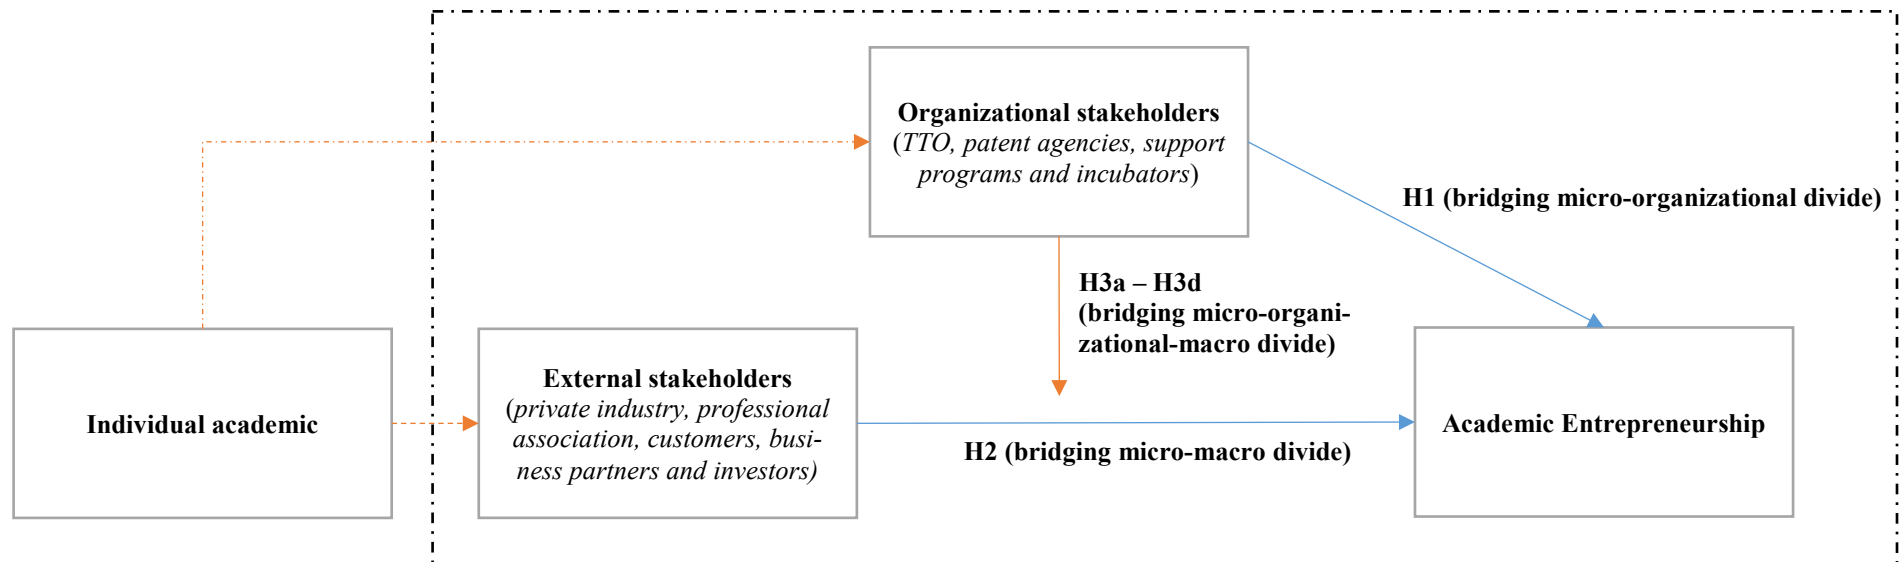 Organizational stakeholders
(TTO, patent agencies, support
programs and incubators)
H1 (bridging micro-organizational divide)
H3a – H3d
(bridging micro-organi-
zational-macro divide)
Individual academic
External stakeholders
(private industry, professional
association, customers, busi-
ness partners and investors)
H2 (bridging micro-macro divide)
Academic Entrepreneurship